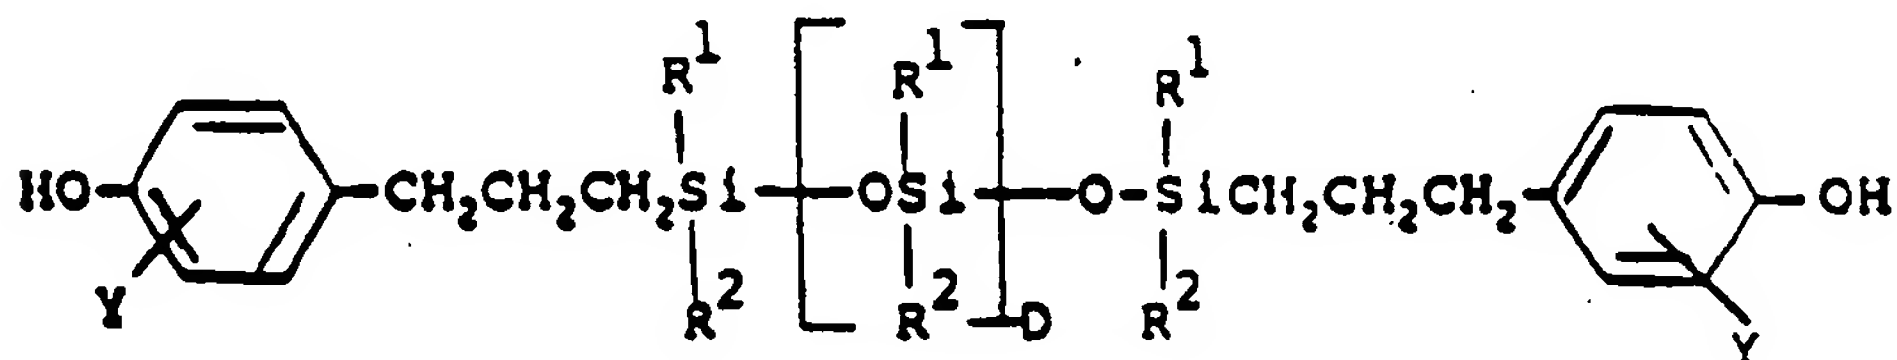 R¹ R¹ R¹
HO CH₂CH₂CH₂Si OSi O SiCH₂CH₂CH₂ OH
Y R² R² D R² Y